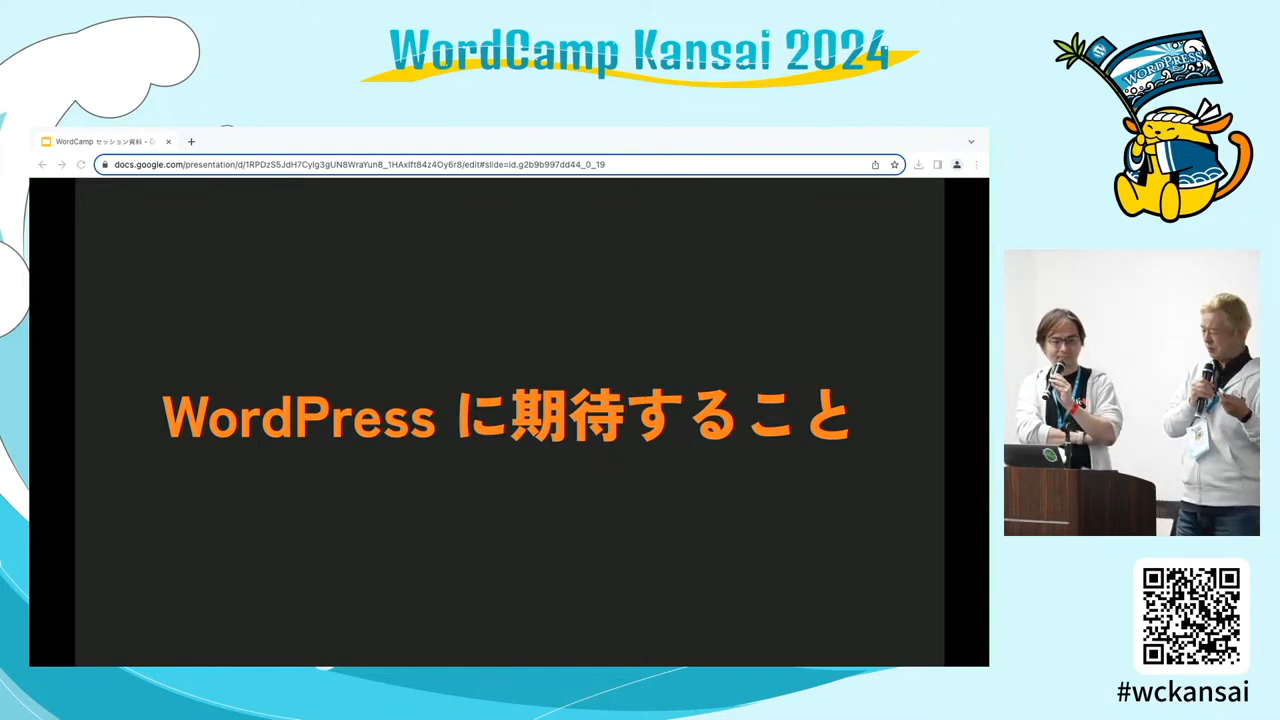 WordCamp Kansai 2024
WORDPRESS
WordCamp セッション資料 - G
docs.google.com/presentation/d/1RPDzS5JdH7Cylg3gUN8WraYun8_1HAxIft84z4Oy6r8/edit#slide=id.g2b9b997dd44_0_19
WordPress に期待すること
#wckansai